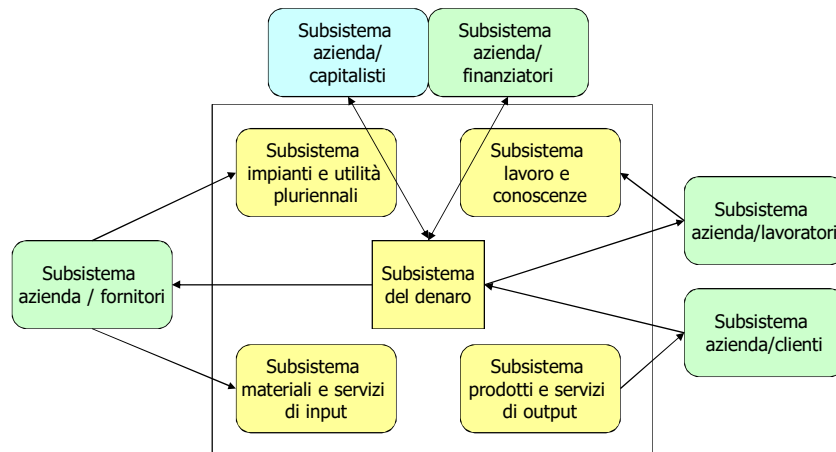 Subsistema
azienda/
capitalisti
Subsistema
azienda/
finanziatori
Subsistema
impianti e utilità
pluriennali
Subsistema
lavoro e
conoscenze
Subsistema
azienda/lavoratori
Subsistema
azienda / fornitori
Subsistema
del denaro
Subsistema
azienda/clienti
Subsistema
materiali e servizi
di input
Subsistema
prodotti e servizi
di output